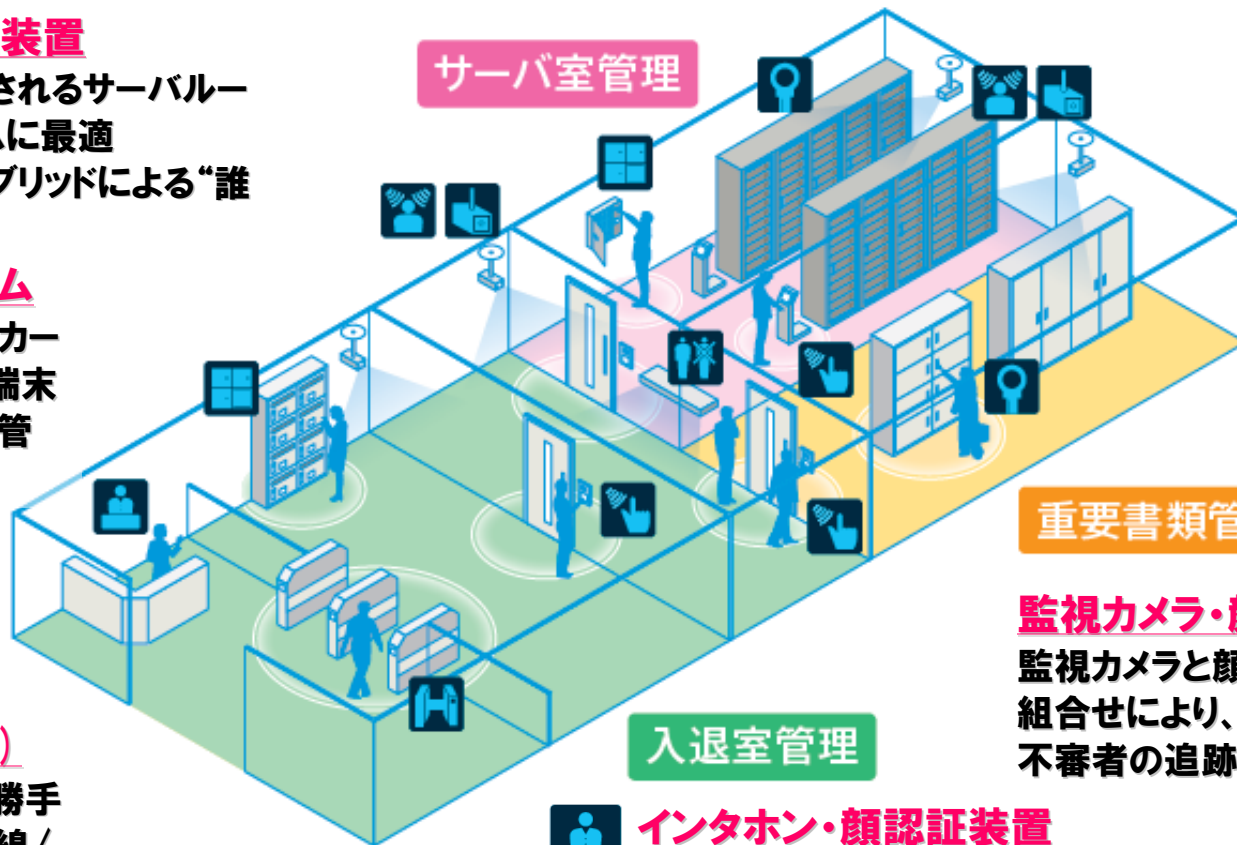 装置
されるサーバルー
に最適
ブリッドによる“誰
ム
カー
端末
管
サーバ室管理
重要書類管
監視カメラ・
監視カメラと顔
組合せにより、
不審者の追跡
入退室管理
)
勝手
インタホン・顔認証装置